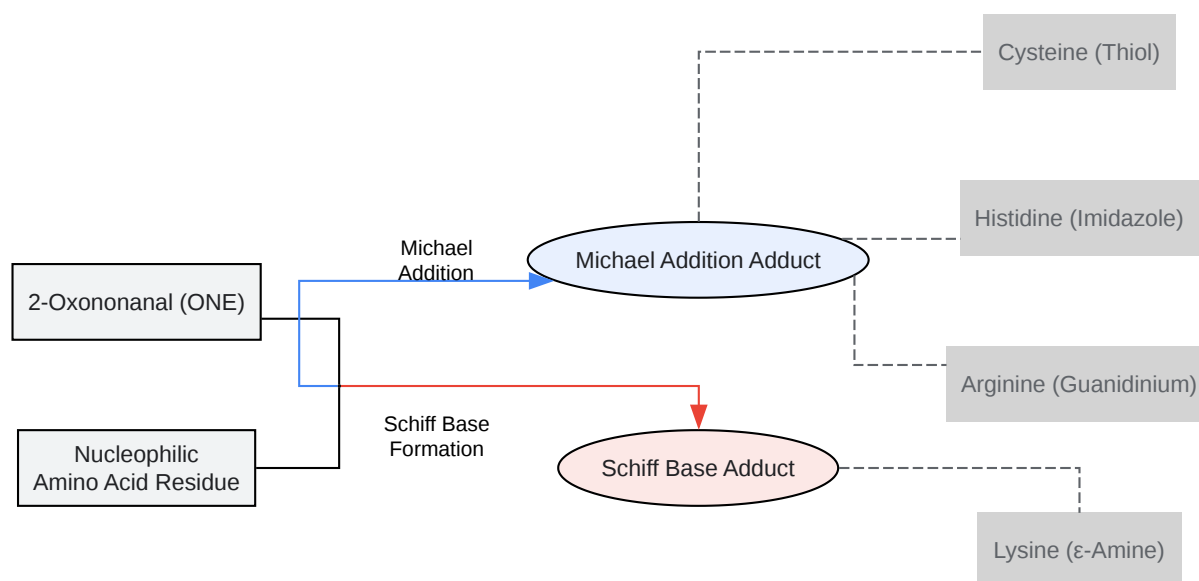 Cysteine (Thiol)
Histidine (Imidazole)
Michael
Addition
Michael Addition Adduct
2-Oxononanal (ONE)
Arginine (Guanidinium)
Schiff Base
Formation
Nucleophilic
Amino Acid Residue
Schiff Base Adduct
Lysine (ε-Amine)